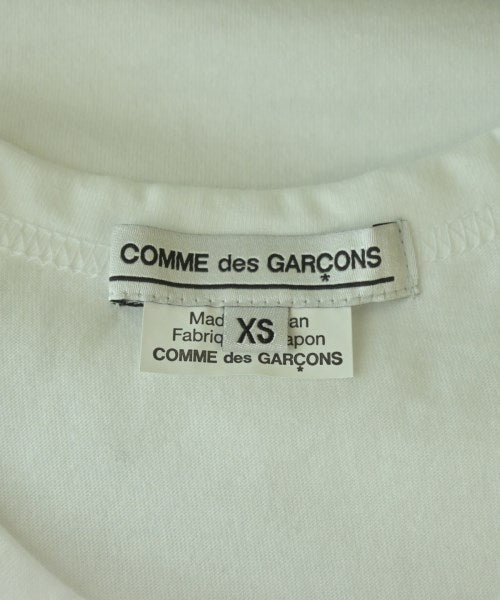 COMME des GARÇONS
Mad XS an
Fabriq apon
COMME des GARÇONS